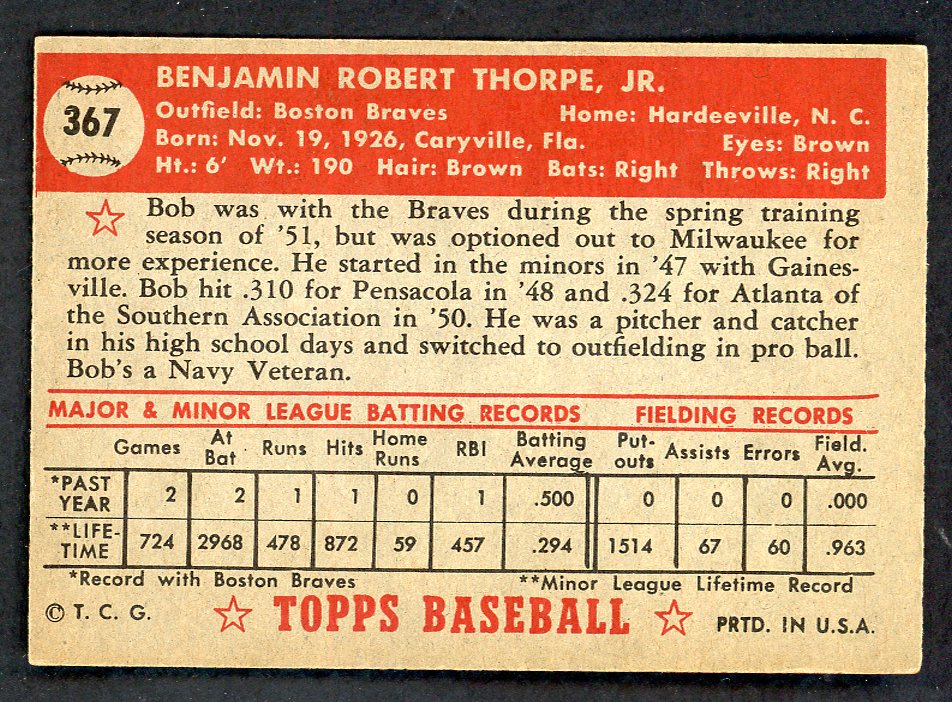 367
BENJAMIN ROBERT THORPE, JR.
Outfield: Boston Braves Home: Hardeeville, N. C.
Born: Nov. 19, 1926, Caryville, Fla. Eyes: Brown
Ht.: 6' Wt.: 190 Hair: Brown Bats: Right Throws: Right
Bob was with the Braves during the spring training
season of '51, but was optioned out to Milwaukee for
more experience. He started in the minors in '47 with Gaines-
ville. Bob hit .310 for Pensacola in '48 and .324 for Atlanta of
the Southern Association in '50. He was a pitcher and catcher
in his high school days and switched to outfielding in pro ball.
Bob's a Navy Veteran.
MAJOR & MINOR LEAGUE BATTING RECORDS FIELDING RECORDS
Games At Bat Runs Hits Home Runs RBI Batting Average Put-outs Assists Errors Field. Avg.
*PAST YEAR 2 2 1 1 0 1 .500 0 0 0 .000
**LIFE-TIME 724 2968 478 872 59 457 .294 1514 67 60 .963
*Record with Boston Braves **Minor League Lifetime Record
© T. C. G. TOPPS BASEBALL PRTD. IN U.S.A.